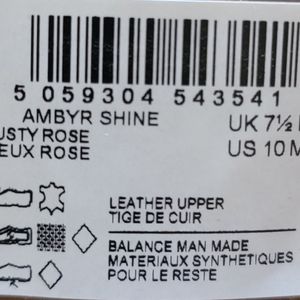 5 059304 543541
AMBYR SHINE
UK 7½
USTY ROSE
EUX ROSE
US 10 M
LEATHER UPPER
TIGE DE CUIR
BALANCE MAN MADE
MATERIAUX SYNTHETIQUES
POUR LE RESTE